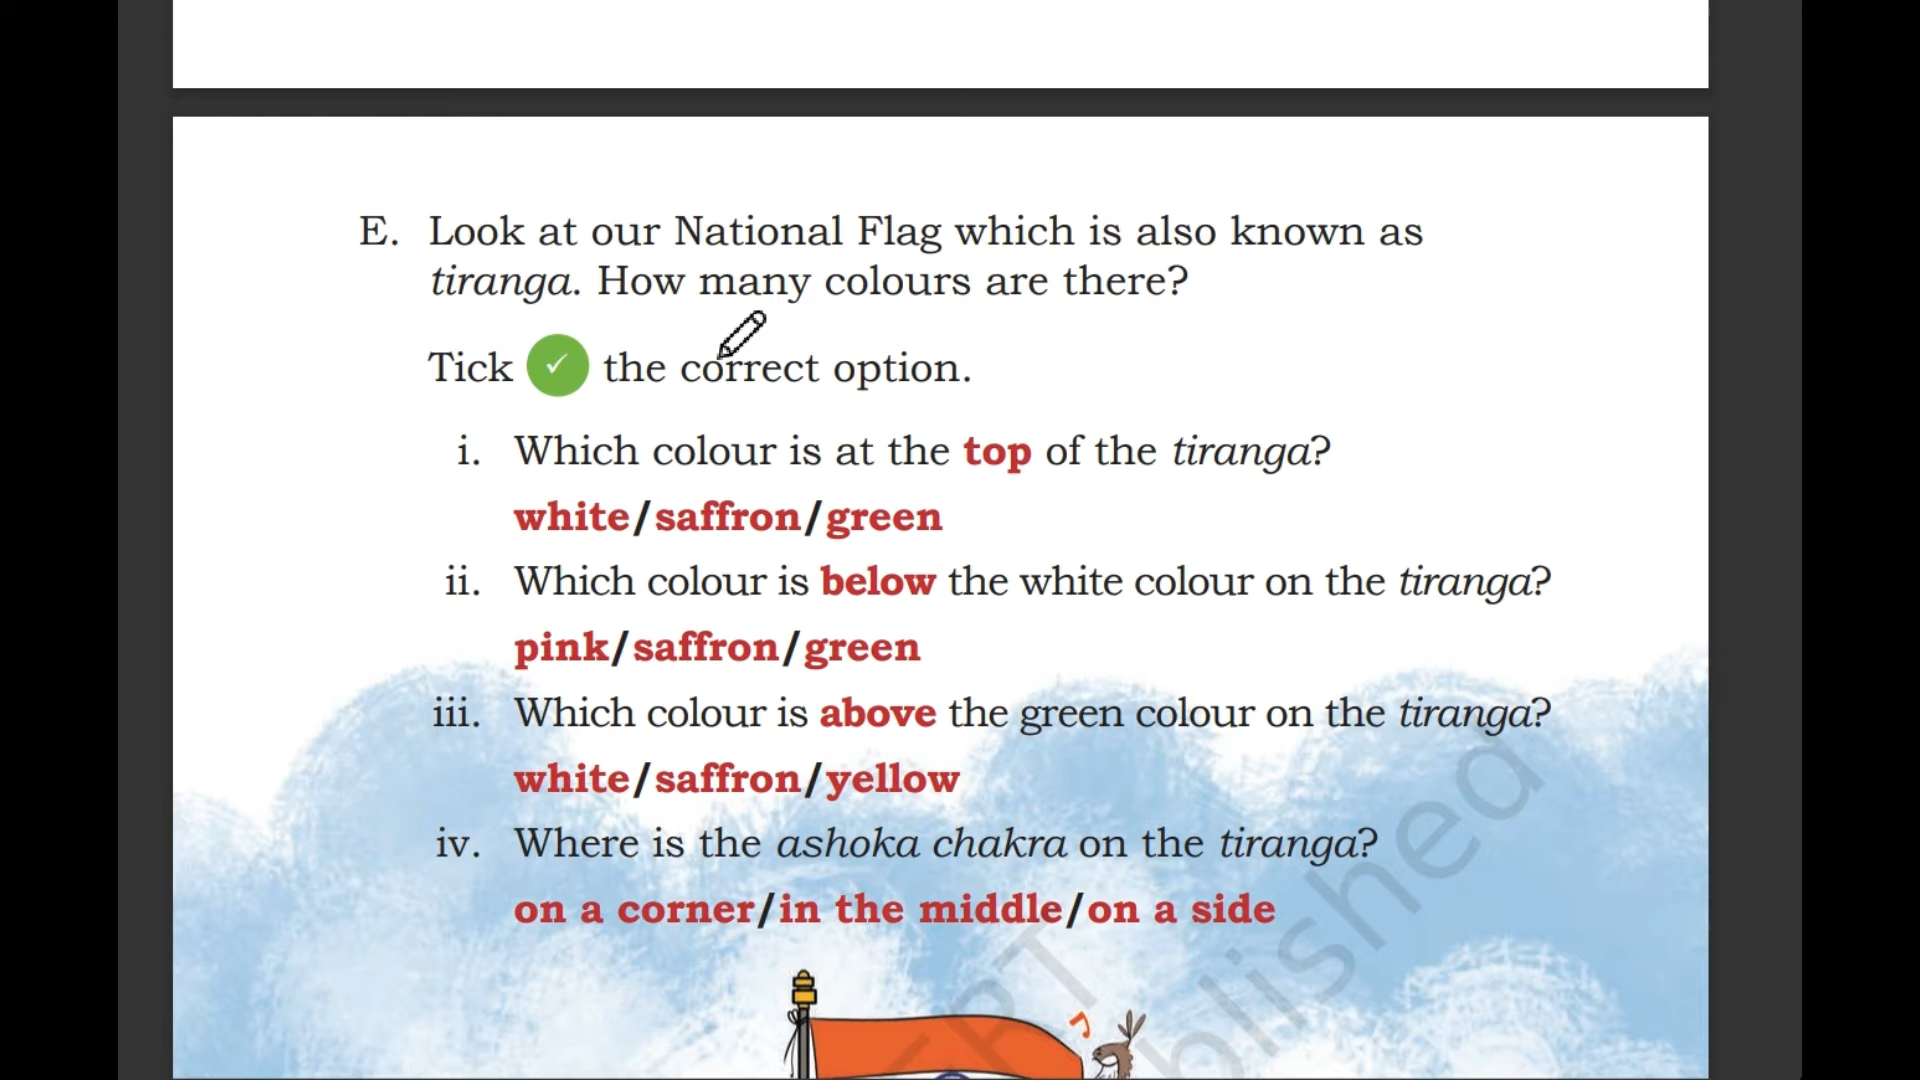 E. Look at our National Flag which is also known as
tiranga. How many colours are there?
Tick ✓ the correct option.
i. Which colour is at the top of the tiranga?
white/saffron/green
ii. Which colour is below the white colour on the tiranga?
pink/saffron/green
iii. Which colour is above the green colour on the tiranga?
white/saffron/yellow
iv. Where is the ashoka chakra on the tiranga?
on a corner/in the middle/on a side